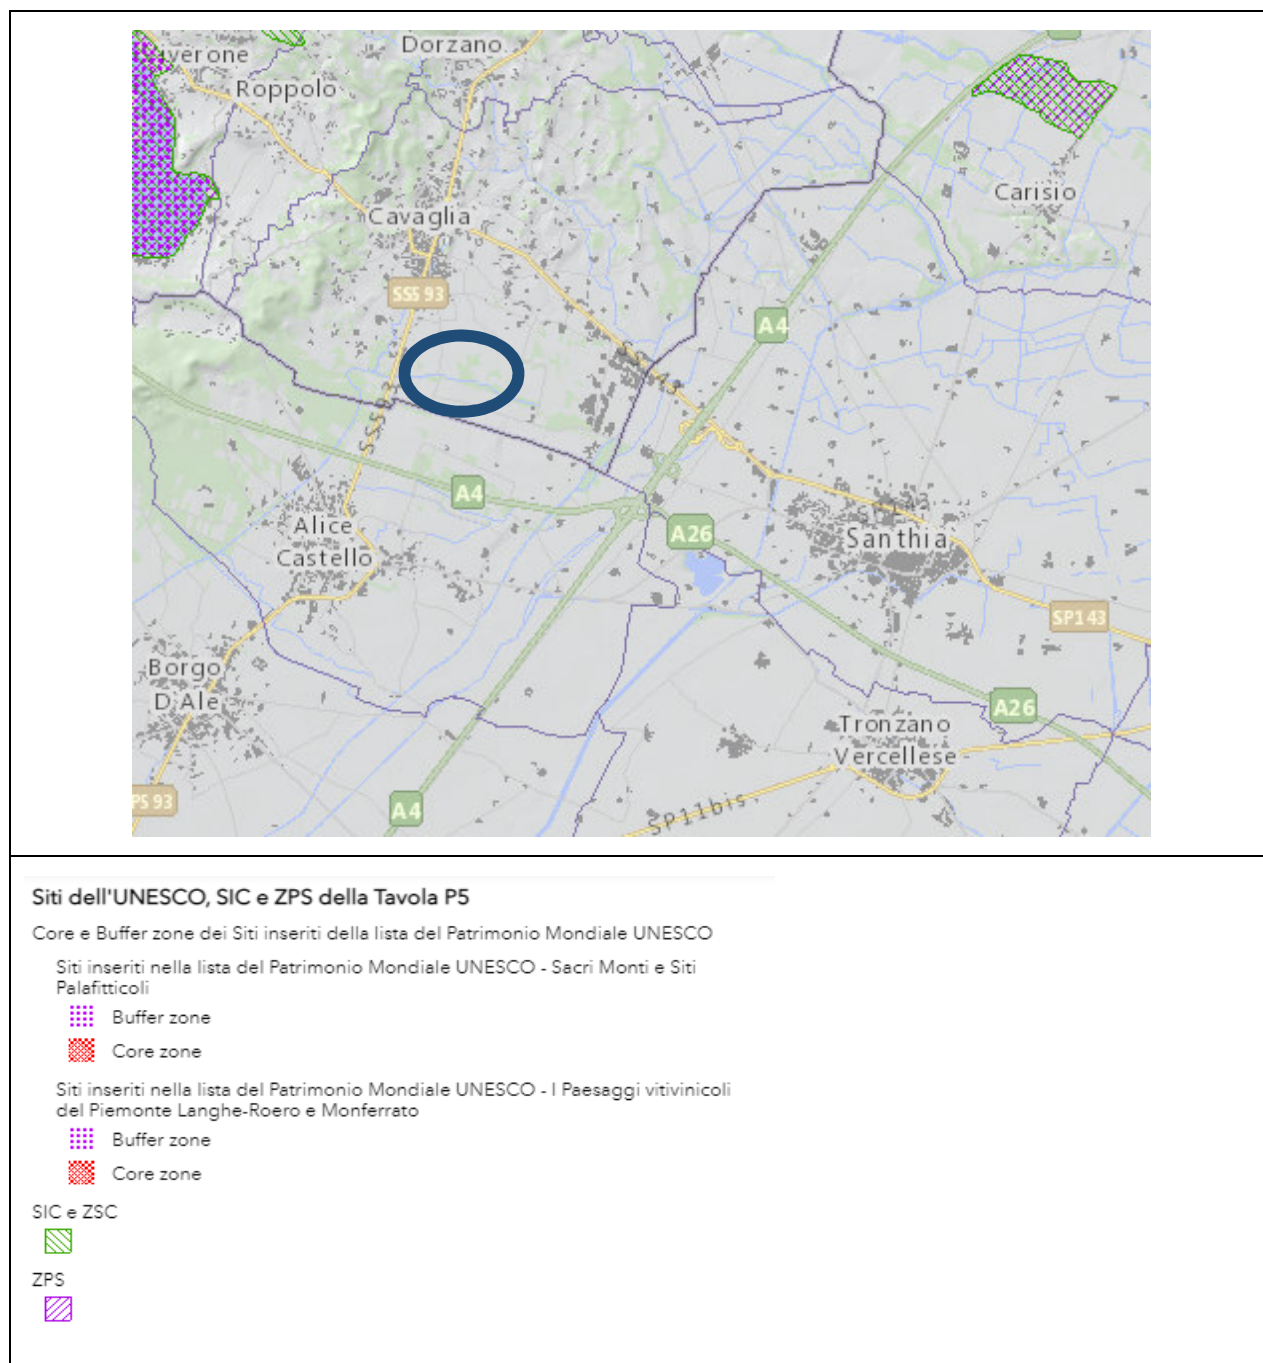 Dorzano
Roppolo
Carisio
Cavaglia
SS593
A4
SS593
A4
Alice
Castello
A26
Santhia
SP143
Borgo
D Ale
A26
Tronzano
Vercellese
A4
SP11bis
Siti dell'UNESCO, SIC e ZPS della Tavola P5
Core e Buffer zone dei Siti inseriti della lista del Patrimonio Mondiale UNESCO
Siti inseriti nella lista del Patrimonio Mondiale UNESCO - Sacri Monti e Siti
Palafitticoli
Buffer zone
Core zone
Siti inseriti nella lista del Patrimonio Mondiale UNESCO - I Paesaggi vitivinicoli
del Piemonte Langhe-Roero e Monferrato
Buffer zone
Core zone
SIC e ZSC
ZPS